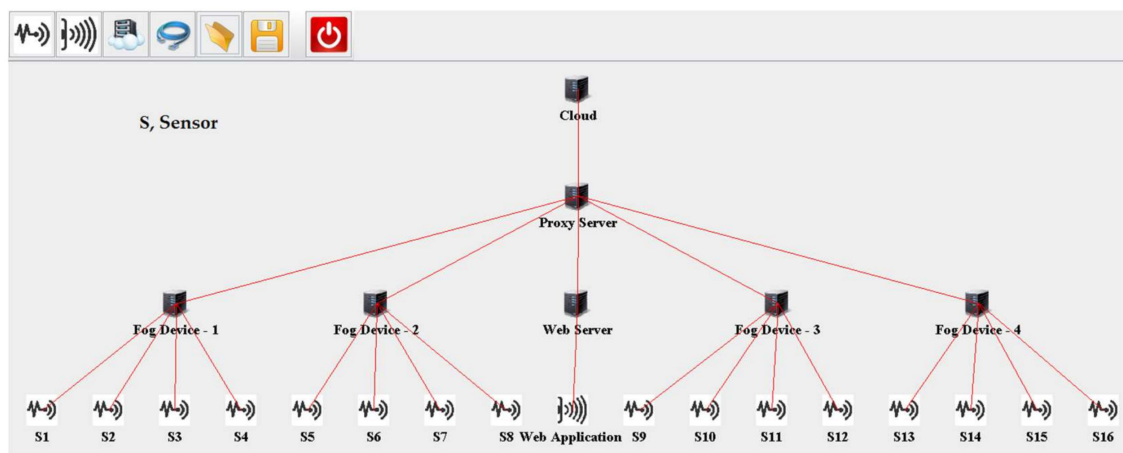 S, Sensor
Cloud
Proxy Server
Fog Device - 1 Fog Device - 2 Web Server Fog Device - 3 Fog Device - 4
S1 S2 S3 S4 S5 S6 S7 S8 Web Application S9 S10 S11 S12 S13 S14 S15 S16